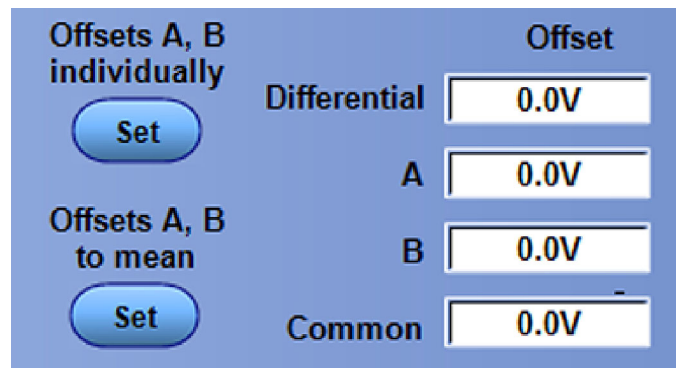 Offsets A, B
individually
Set
Offsets A, B
to mean
Set
Offset
Differential 0.0V
A 0.0V
B 0.0V
Common 0.0V